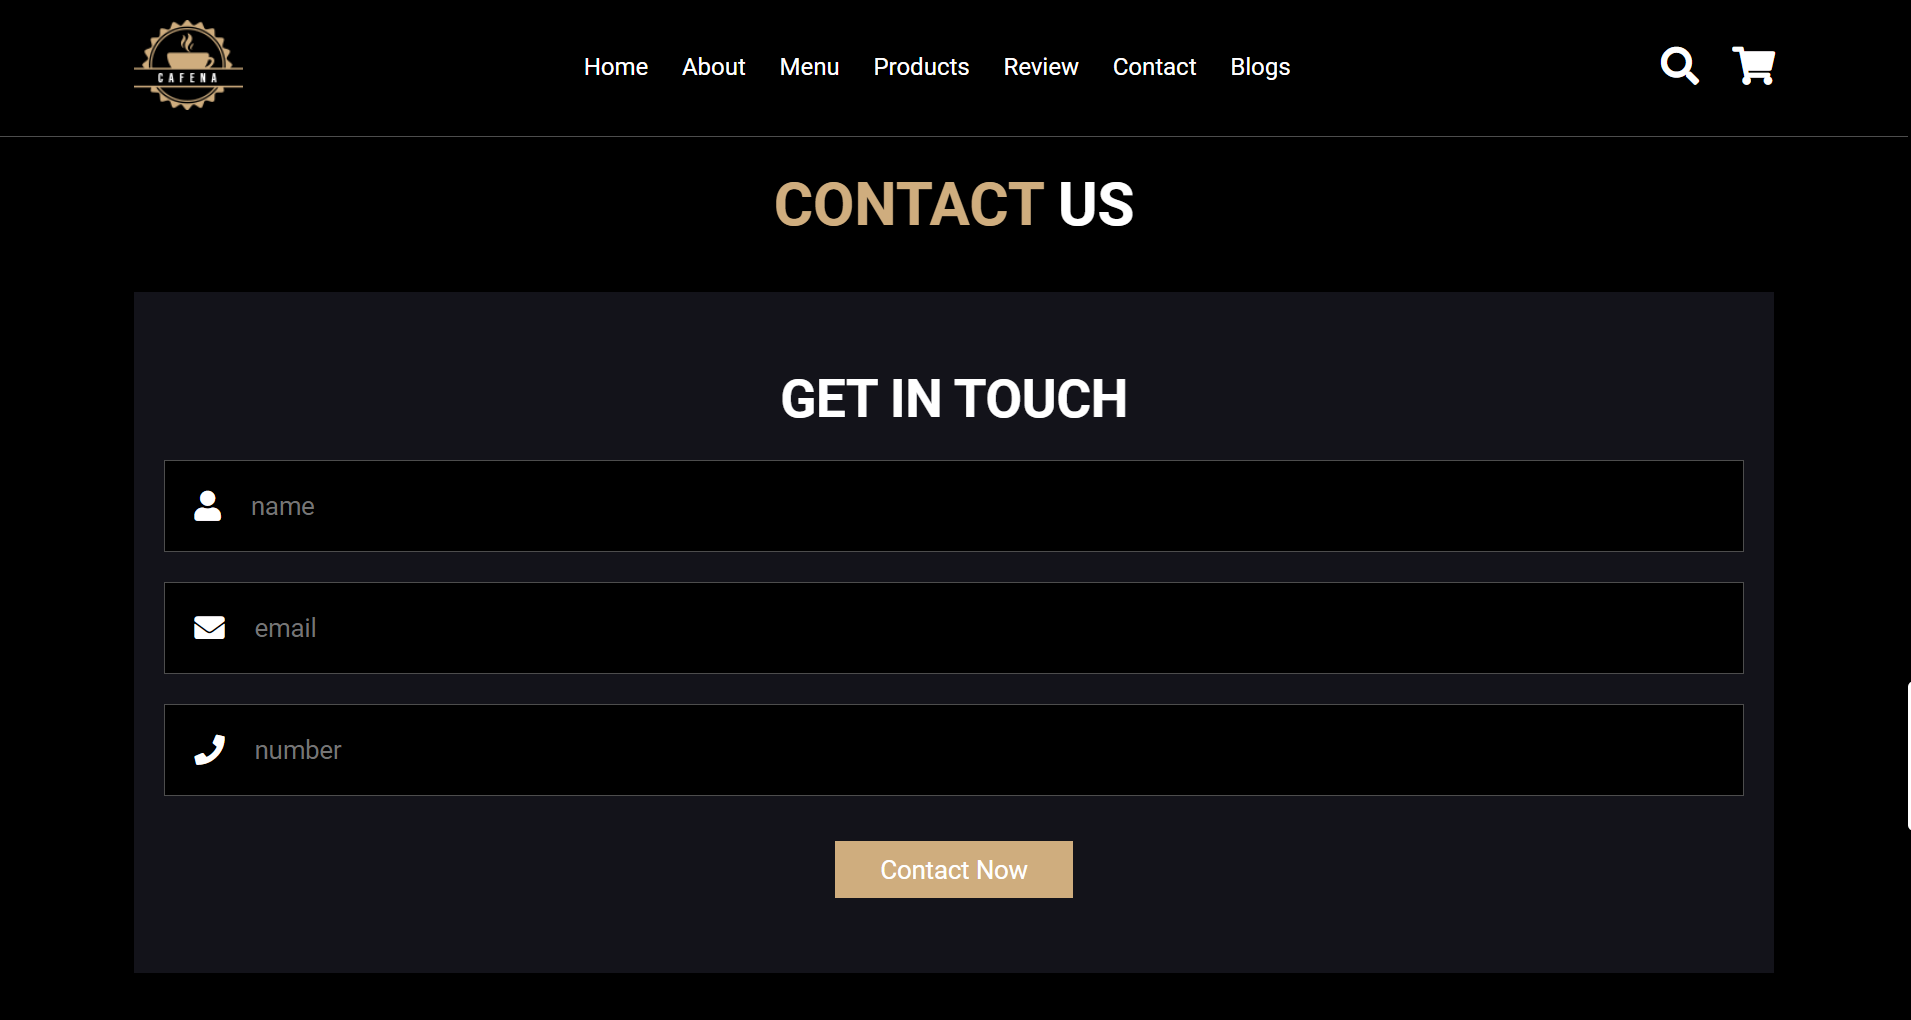 CAFENA
Home About Menu Products Review Contact Blogs
CONTACT US
GET IN TOUCH
name
email
number
Contact Now